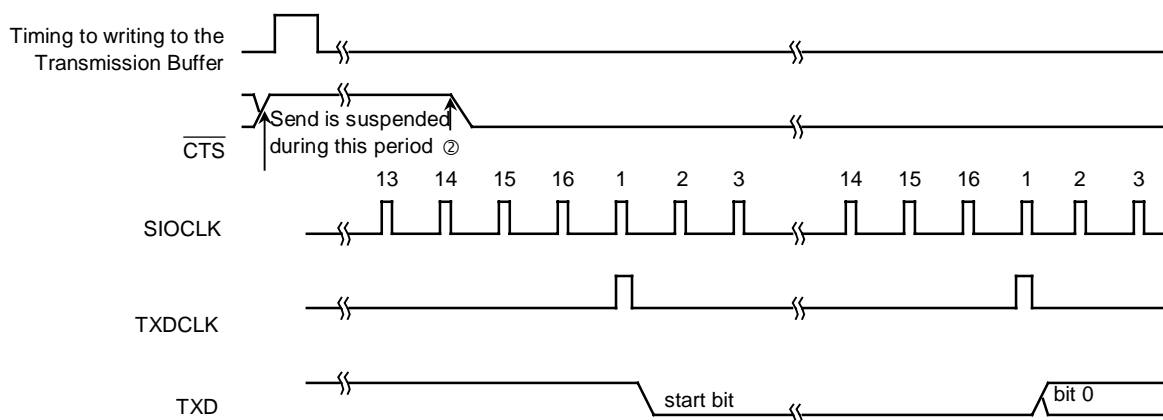 Timing to writing to the
Transmission Buffer
Send is suspended
CTS
during this period ②
13 14 15 16 1 2 3 14 15 16 1 2 3
SIOCLK
TXDCLK
start bit bit 0
TXD